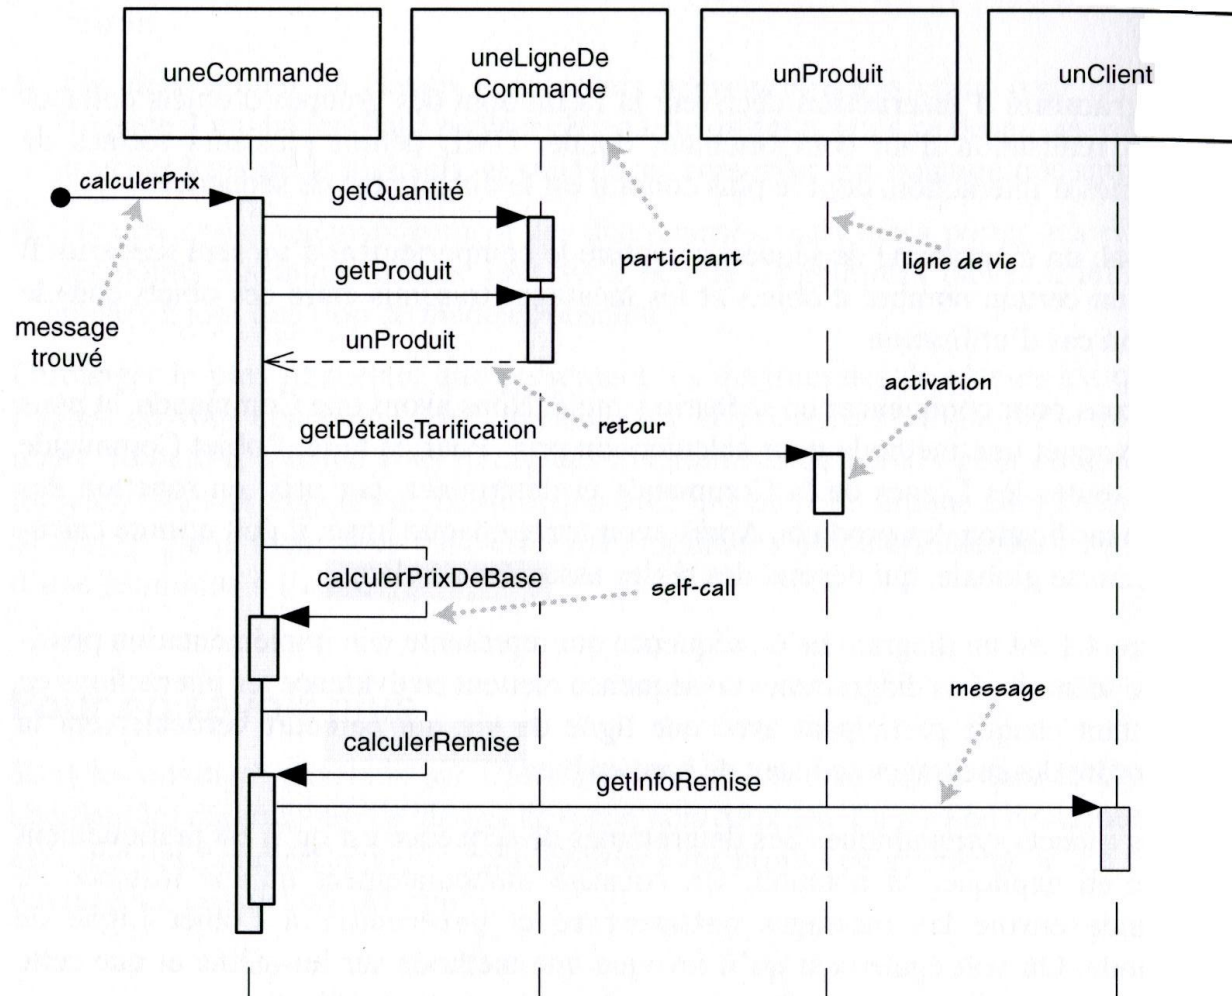 uneCommande
uneLigneDe
Commande
unProduit
unClient
calculerPrix
getQuantité
participant
ligne de vie
getProduit
message
trouvé
unProduit
activation
getDétailsTarification
retour
calculerPrixDeBase
self-call
message
calculerRemise
getInfoRemise